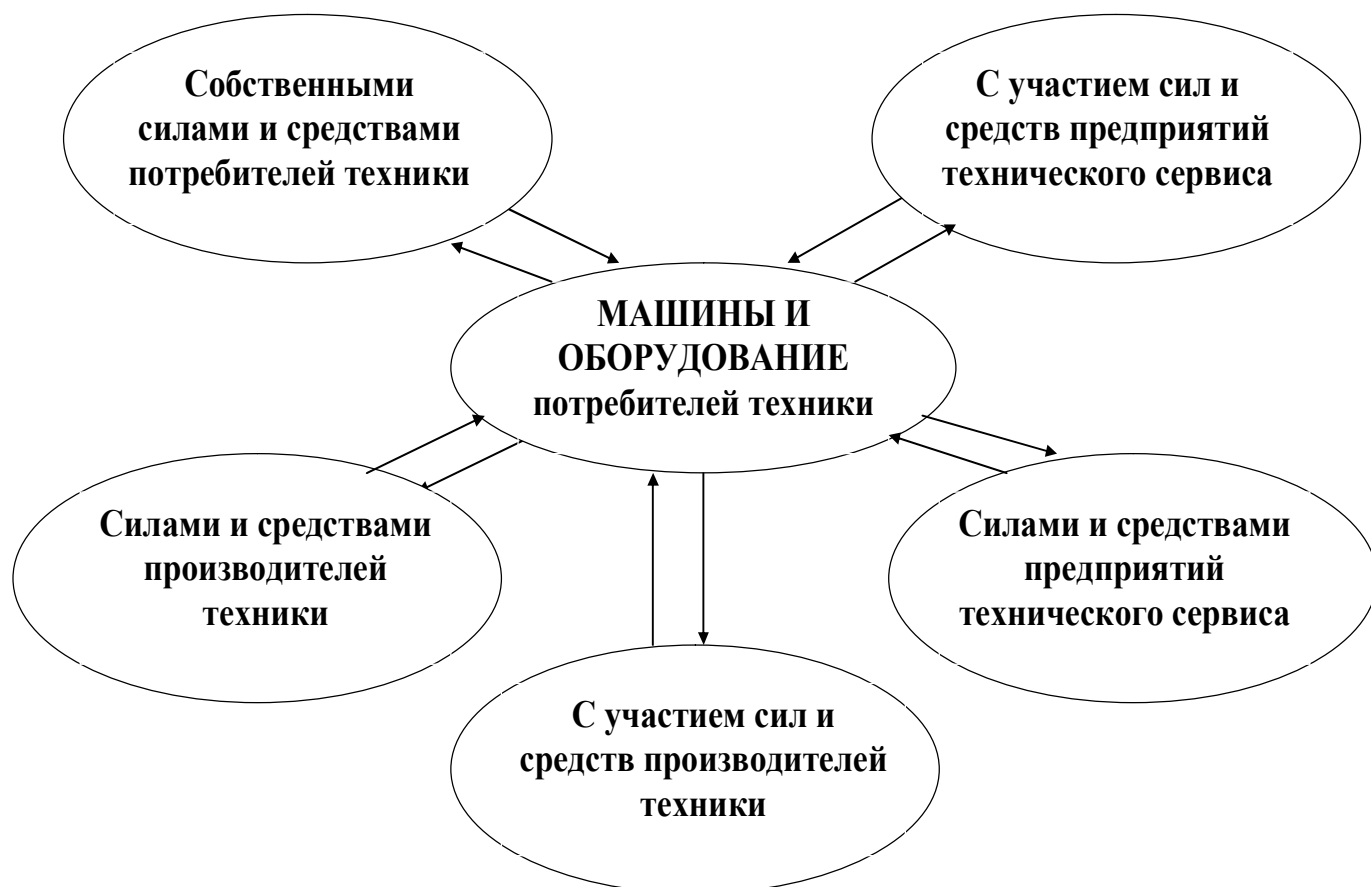 Собственными
силами и средствами
потребителей техники
С участием сил и
средств предприятий
технического сервиса
МАШИНЫ И
ОБОРУДОВАНИЕ
потребителей техники
Силами и средствами
производителей
техники
Силами и средствами
предприятий
технического сервиса
С участием сил и
средств производителей
техники